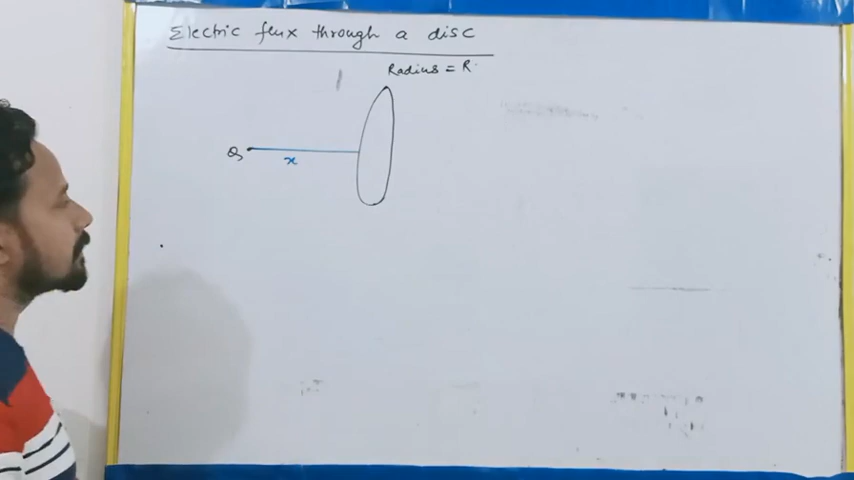 Electric flux through a disc
Radius = R
Q
x